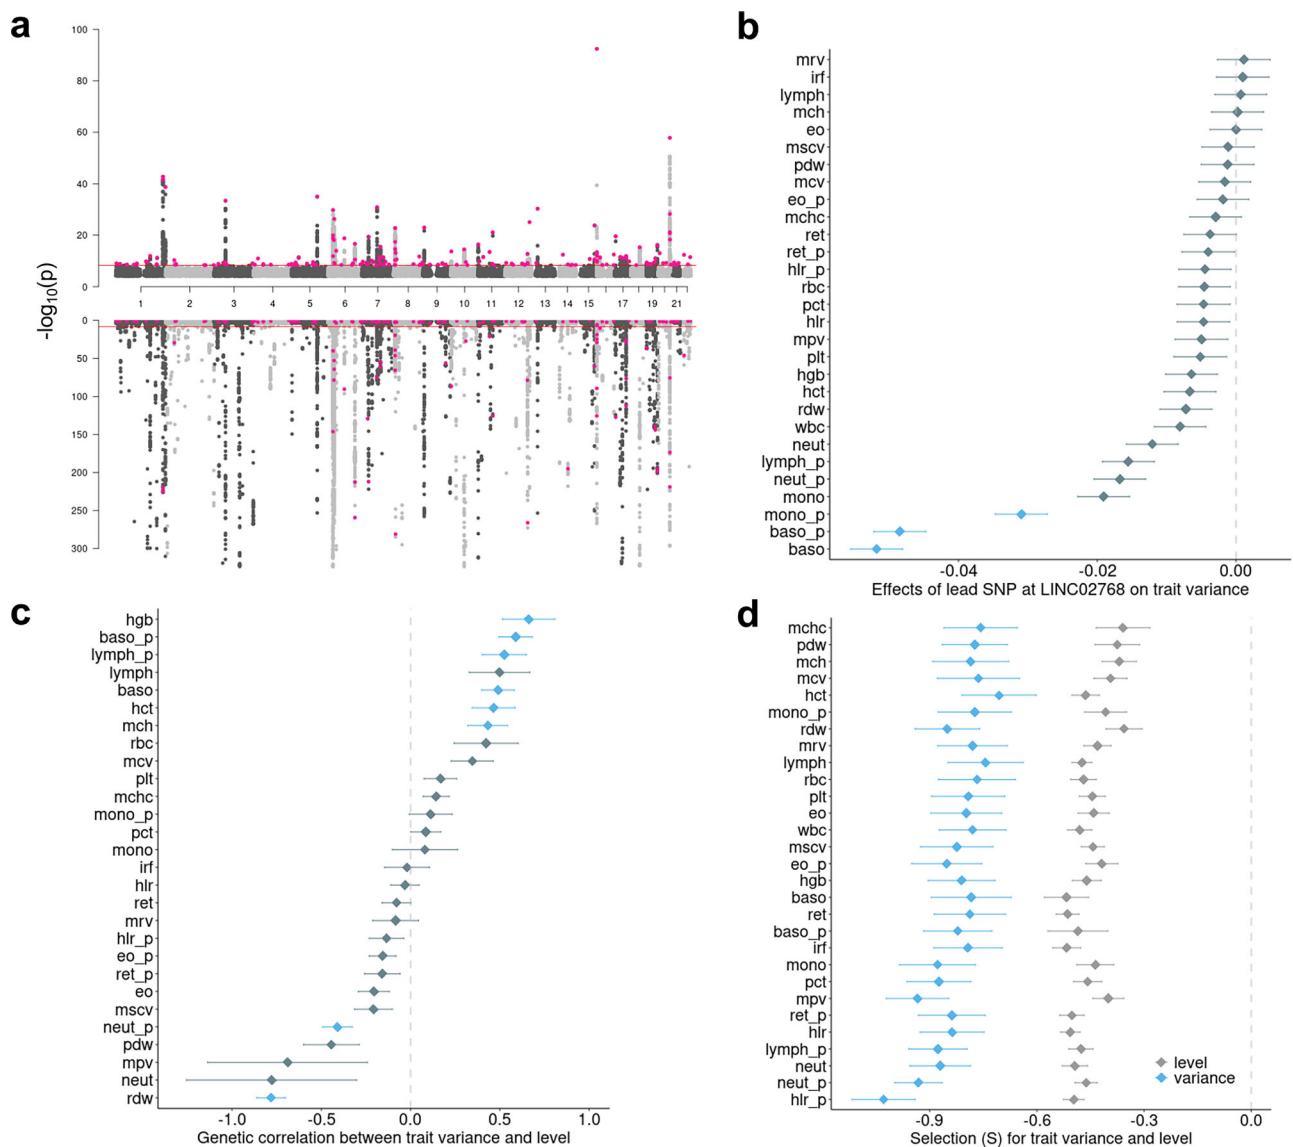 a
-log10(p)
100
80
60
40
20
0
1 2 3 4 5 6 7 8 9 10 11 12 13 14 15 17 19 21
0
50
100
150
200
250
300
b
mrv
irf
lymph
mch
eo
mscv
pdw
mcv
eo_p
mchc
ret
ret_p
hlr_p
rbc
pct
hlr
mpv
plt
hgb
hct
rdw
wbc
neut
lymph_p
neut_p
mono
mono_p
baso_p
baso
-0.04 -0.02 0.00
Effects of lead SNP at LINC02768 on trait variance
c
hgb
baso_p
lymph_p
lymph
baso
hct
mch
rbc
mcv
plt
mchc
mono_p
pct
mono
irf
hlr
ret
mrv
hlr_p
eo_p
ret_p
eo
mscv
neut_p
pdw
mpv
neut
rdw
-1.0 -0.5 0.0 0.5 1.0
Genetic correlation between trait variance and level
d
mchc
pdw
mch
mcv
hct
mono_p
rdw
mrv
lymph
rbc
plt
eo
wbc
mscv
eo_p
hgb
baso
ret
baso_p
irf
mono
pct
mpv
ret_p
hlr
lymph_p
neut
neut_p
hlr_p
level
variance
-0.9 -0.6 -0.3 0.0
Selection (S) for trait variance and level